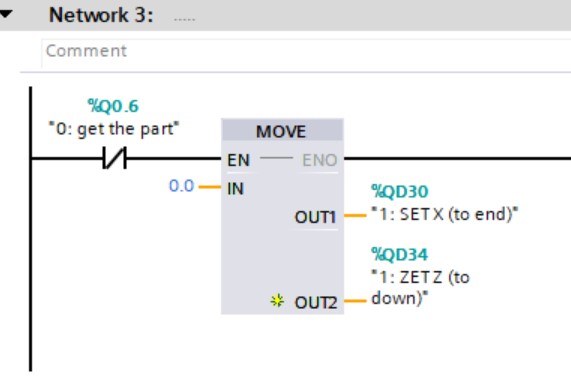 Network 3: .....
Comment
%Q0.6
"0: get the part"
MOVE
EN ENO
0.0 IN
%QD30
OUT1 "1: SET X (to end)"
%QD34
"1: ZET Z (to
OUT2 down)"